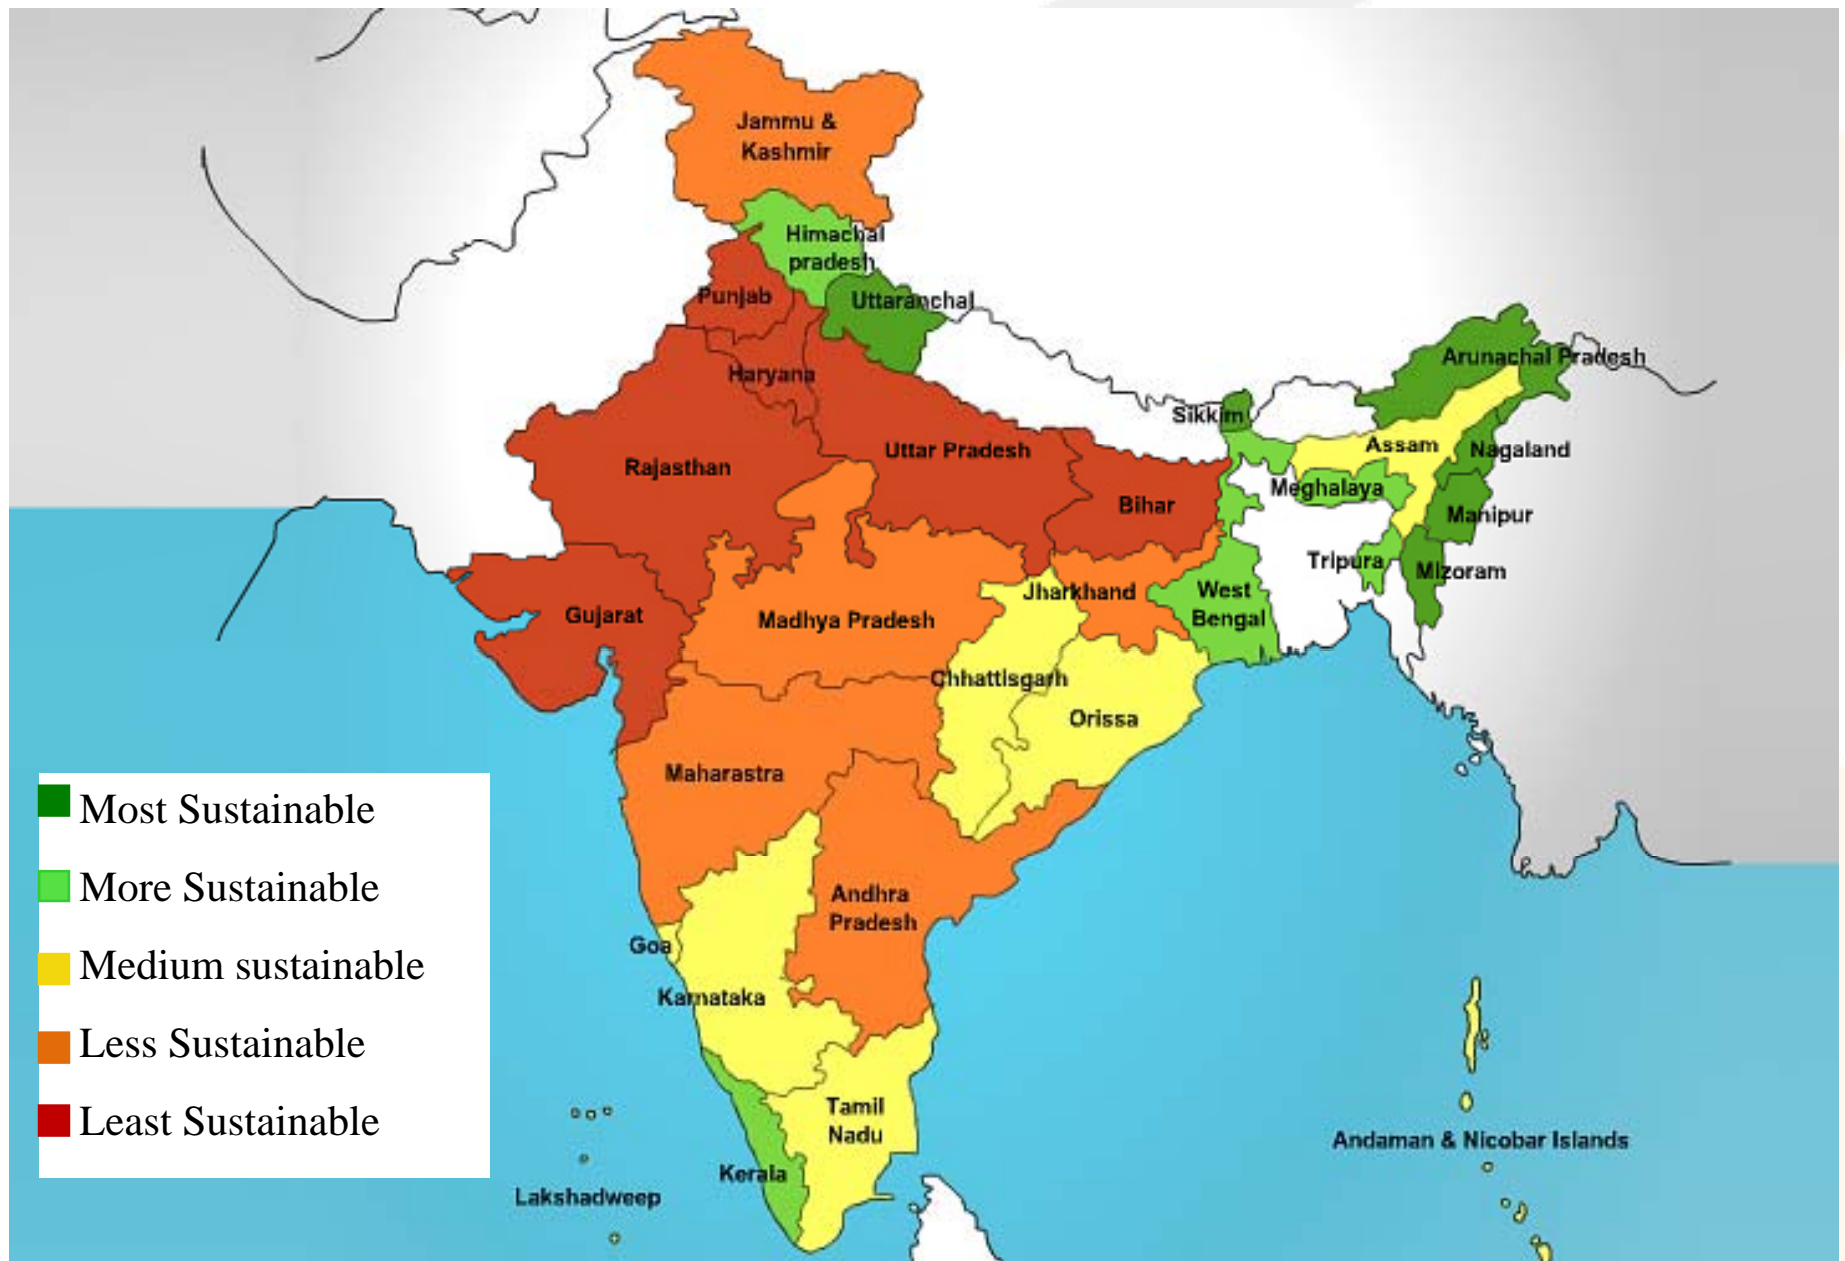 Jammu &
Kashmir
Himachal
pradesh
Punjab
Uttaranchal
Haryana
Arunachal Pradesh
Sikkim
Rajasthan
Uttar Pradesh
Assam
Nagaland
Bihar
Meghalaya
Manipur
Tripura
Mizoram
Gujarat
Madhya Pradesh
Jharkhand
West
Bengal
Chhattisgarh
Orissa
Maharastra
Andhra
Pradesh
Goa
Karnataka
Tamil
Nadu
Kerala
Lakshadweep
Andaman & Nicobar Islands
Most Sustainable
More Sustainable
Medium sustainable
Less Sustainable
Least Sustainable